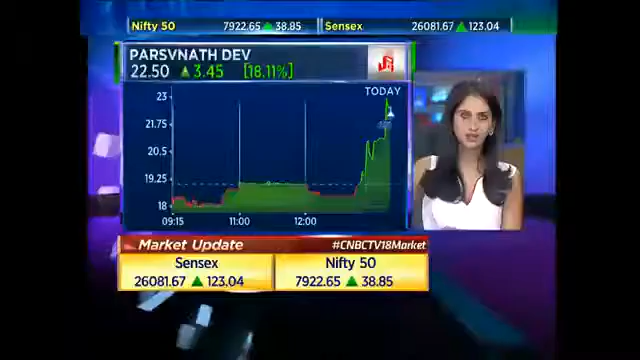 Nifty 50 7922.65 ▲ 38.85 Sensex 26081.67 ▲ 123.04
PARSVNATH DEV
22.50 ▲ 3.45 [18.11%]
TODAY
23
21.75
20.5
19.25
18
09:15 11:00 12:00
Market Update #CNBCTV18Market
Sensex Nifty 50
26081.67 ▲ 123.04 7922.65 ▲ 38.85